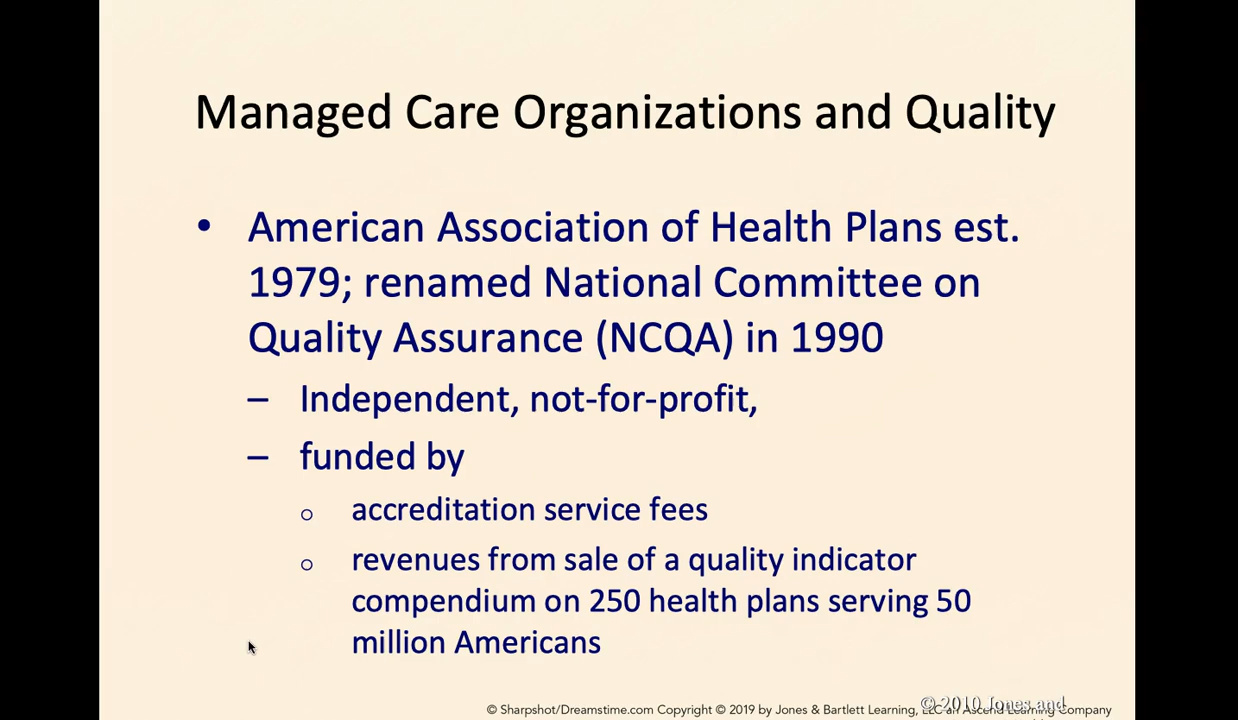 Managed Care Organizations and Quality
• American Association of Health Plans est.
1979; renamed National Committee on
Quality Assurance (NCQA) in 1990
– Independent, not-for-profit,
– funded by
o accreditation service fees
o revenues from sale of a quality indicator
compendium on 250 health plans serving 50
million Americans
© 2010 Jones and
© Sharpshot/Dreamstime.com Copyright © 2019 by Jones & Bartlett Learning, LLC an Ascend Learning Company